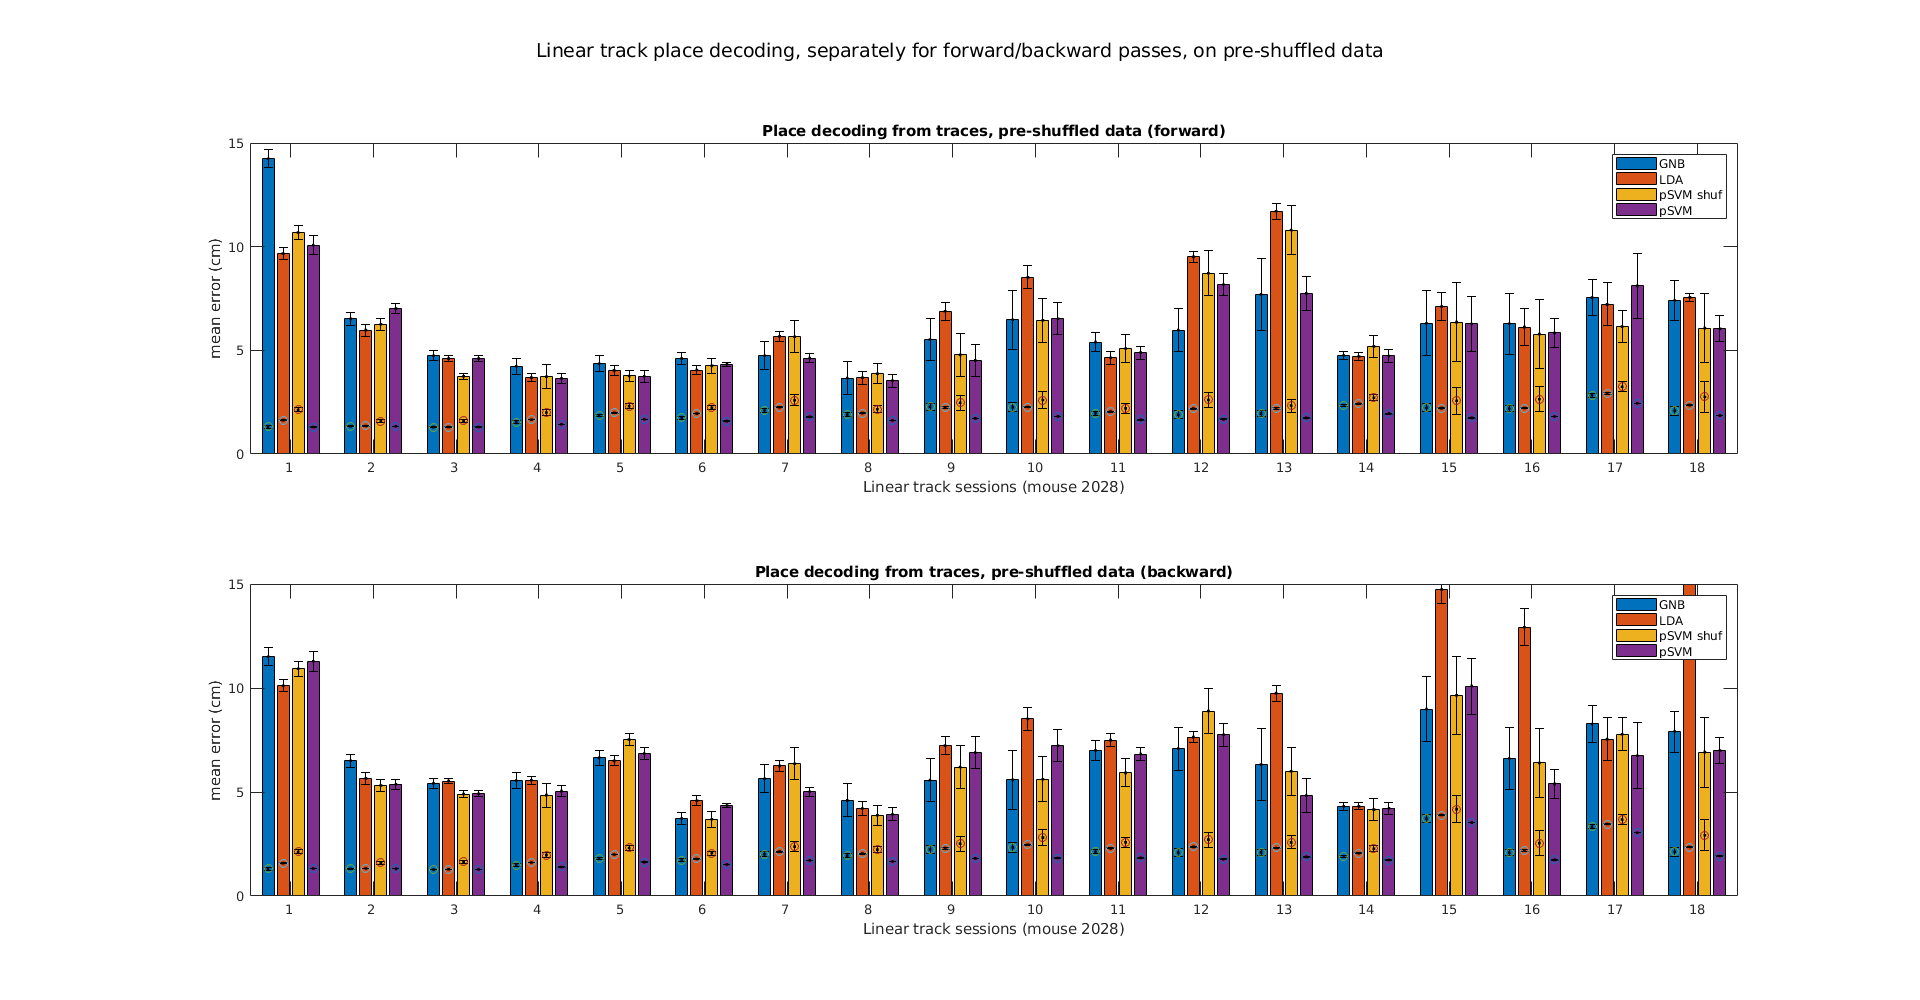 Linear track place decoding, separately for forward/backward passes, on pre-shuffled data
Place decoding from traces, pre-shuffled data (forward)
15
10
5
0
mean error (cm)
GNB
LDA
pSVM shuf
pSVM
1 2 3 4 5 6 7 8 9 10 11 12 13 14 15 16 17 18
Linear track sessions (mouse 2028)
Place decoding from traces, pre-shuffled data (backward)
15
10
5
0
mean error (cm)
GNB
LDA
pSVM shuf
pSVM
1 2 3 4 5 6 7 8 9 10 11 12 13 14 15 16 17 18
Linear track sessions (mouse 2028)